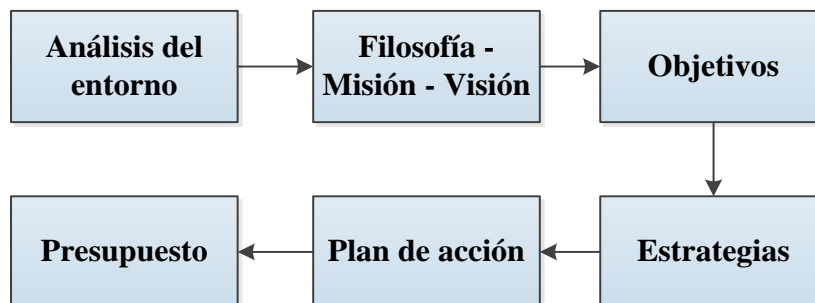 Análisis del
entorno
Filosofía -
Misión - Visión
Objetivos
Presupuesto
Plan de acción
Estrategias